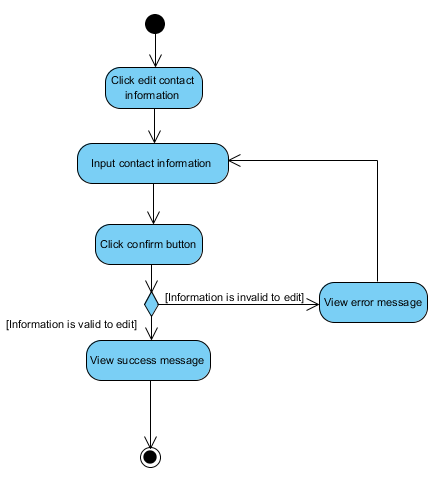 Click edit contact
information
Input contact information
Click confirm button
[Information is invalid to edit]
View error message
[Information is valid to edit]
View success message